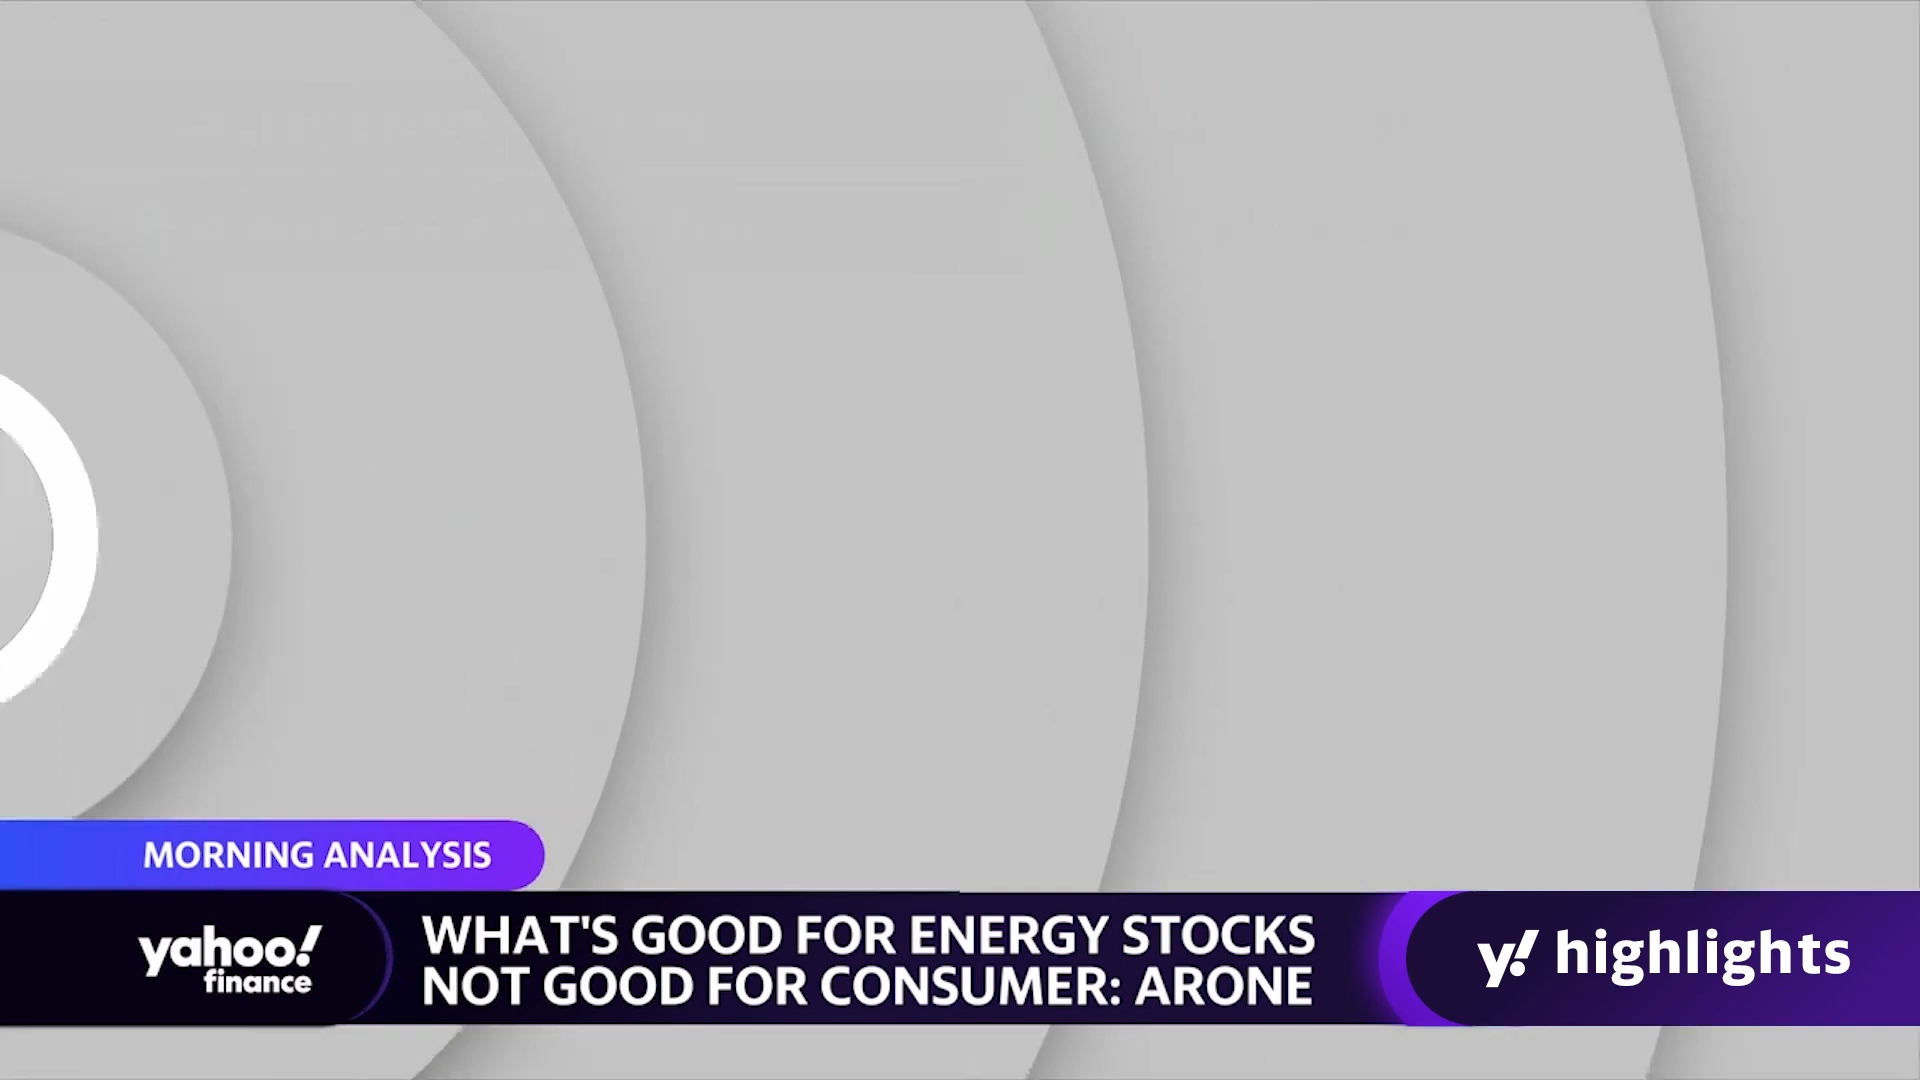 MORNING ANALYSIS
yahoo!
finance
WHAT'S GOOD FOR ENERGY STOCKS
NOT GOOD FOR CONSUMER: ARONE
y! highlights